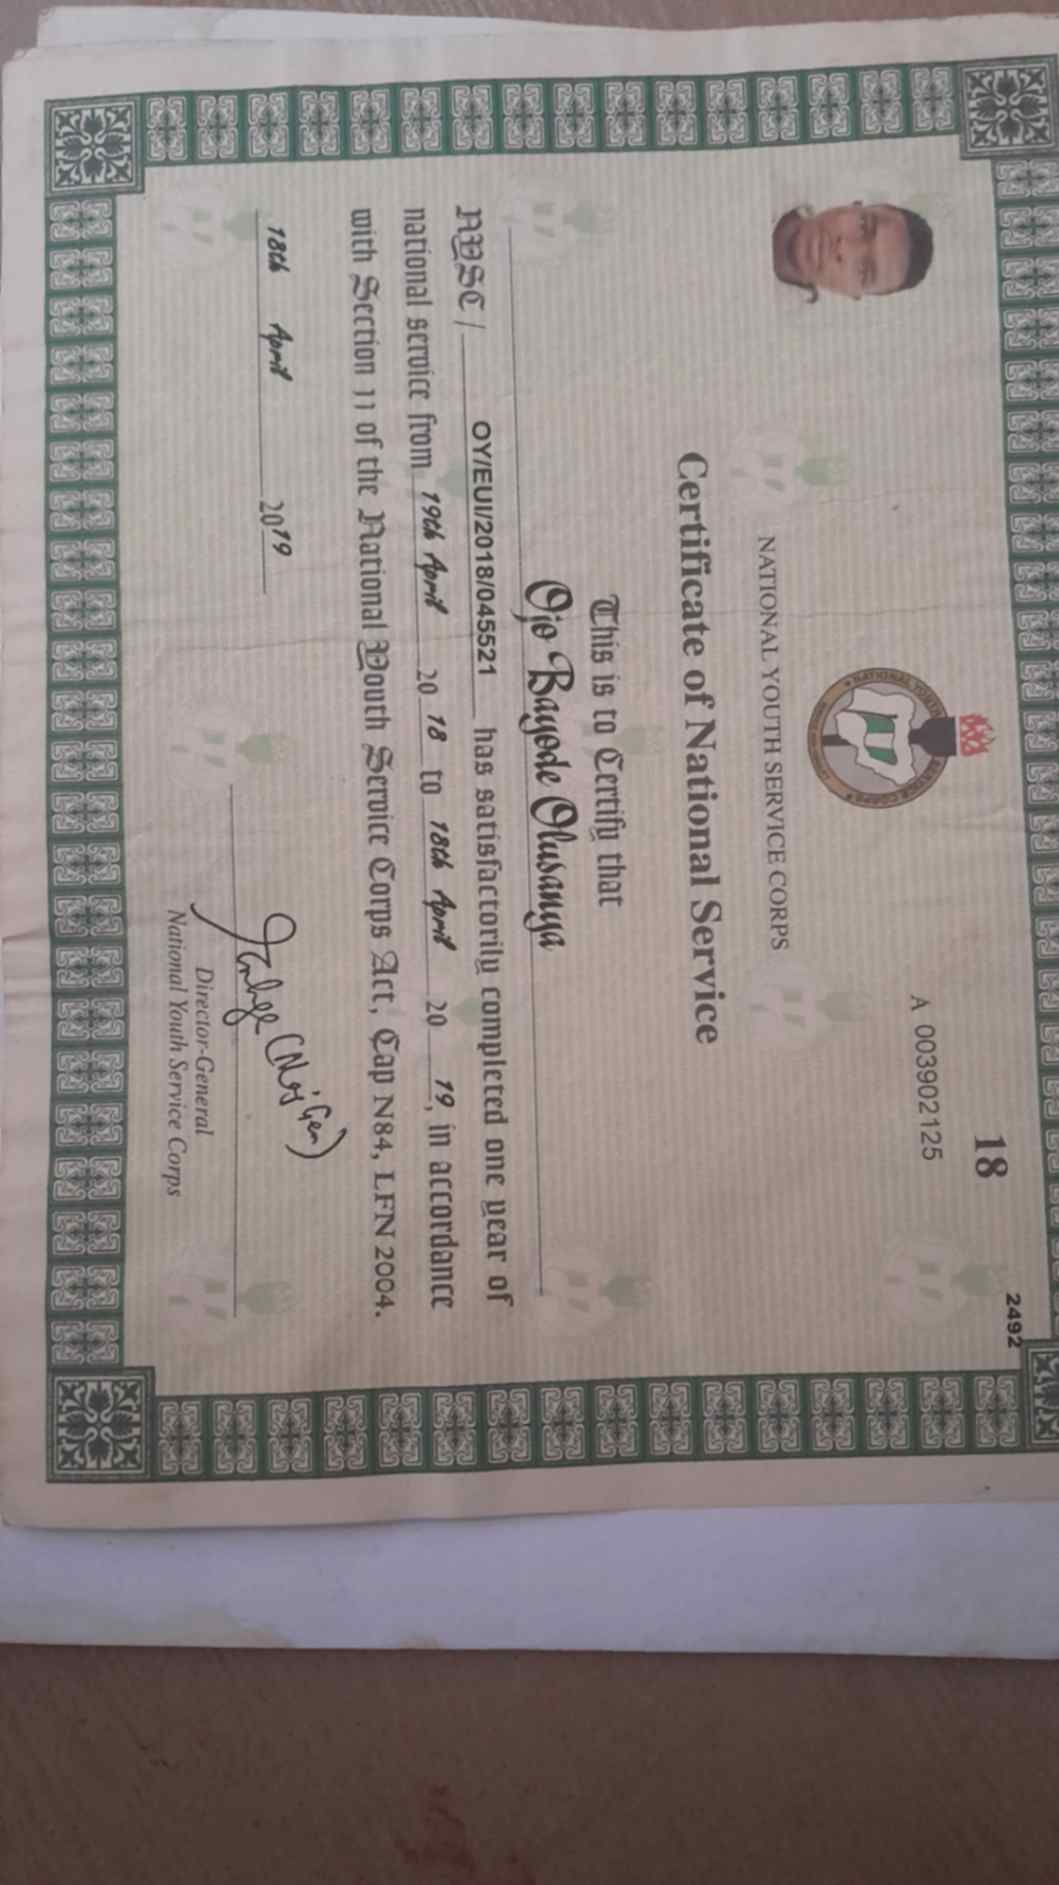 2492
18
A 003902125
NATIONAL YOUTH SERVICE CORPS
Certificate of National Service
This is to Certify that
Ojo Bayode Olusanya
NYSC / OY/EUI/2018/045521 has satisfactorily completed one year of
national service from 19th April 20 18 to 18th April 20 19, in accordance
with Section 11 of the National Youth Service Corps Act, Cap N84, LFN 2004.
18th April 2019
(Maj Gen)
Director-General
National Youth Service Corps